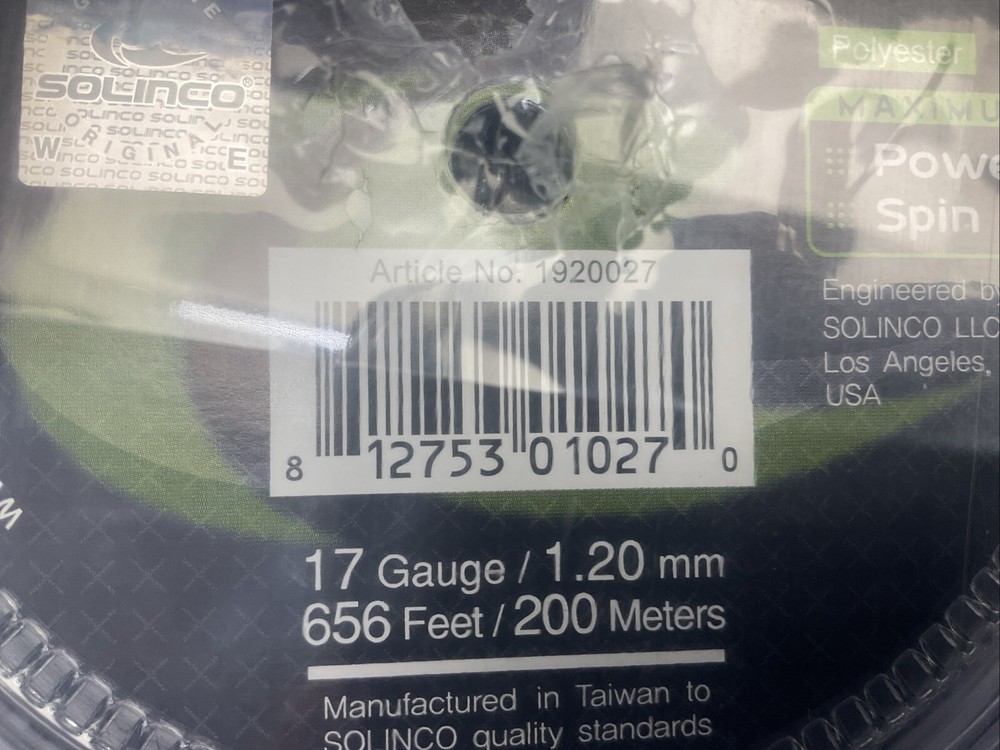 SOLINCO®
ORIGINAL
W E
Polyester
Article No: 1920027
Spin
Engineered
SOLINCO LLC
Los Angeles,
USA
8 12753 01027 0
17 Gauge / 1.20 mm
656 Feet / 200 Meters
Manufactured in Taiwan to
SOLINCO quality standards